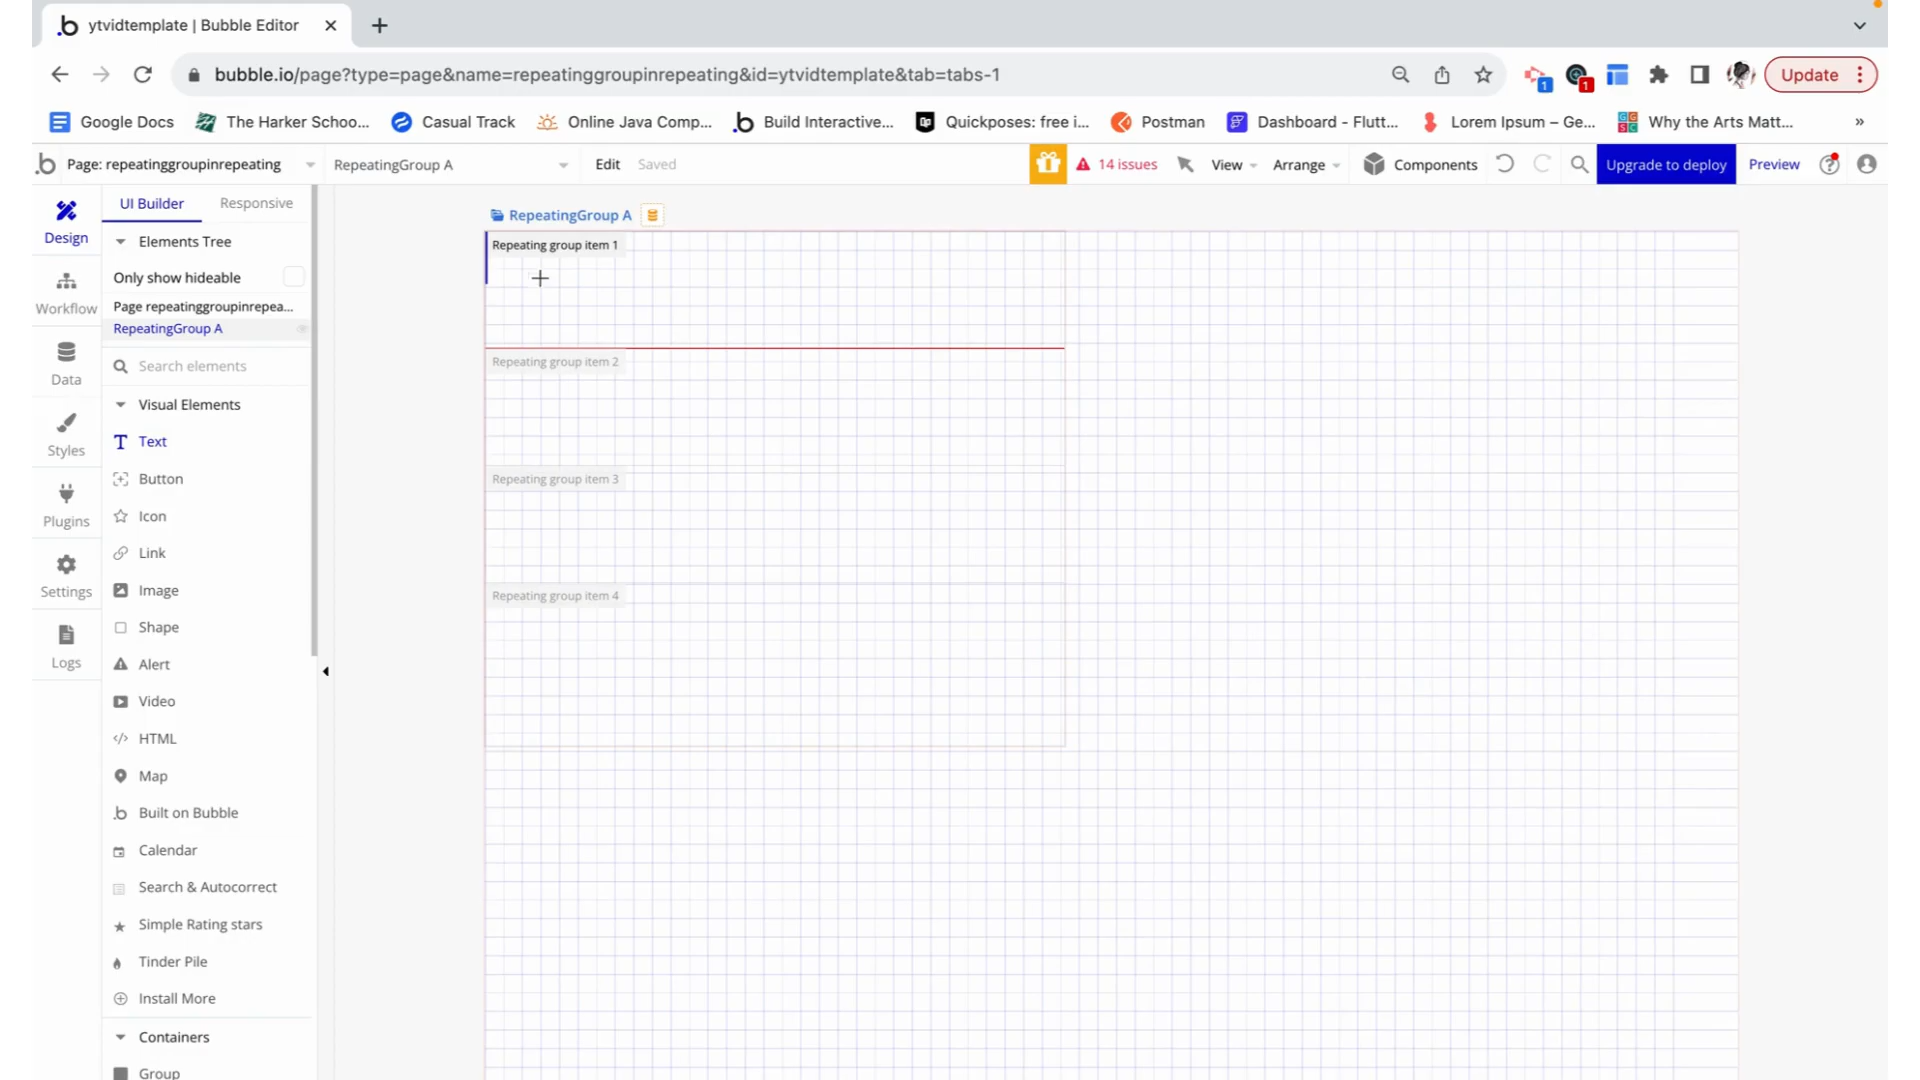 ytvidtemplate | Bubble Editor
bubble.io/page?type=page&name=repeatinggroupinrepeating&id=ytvidtemplate&tab=tabs-1
1
1
Update
Google Docs
The Harker Schoo...
Casual Track
Online Java Comp...
Build Interactive...
Quickposes: free i...
Postman
Dashboard - Flutt...
Lorem Ipsum – Ge...
Why the Arts Matt...
»
Page: repeatinggroupinrepeating
RepeatingGroup A
Edit
Saved
14 issues
View
Arrange
Components
Upgrade to deploy
Preview
Design
Workflow
Data
Styles
Plugins
Settings
Logs
UI Builder
Responsive
Elements Tree
Only show hideable
Page repeatinggroupinrepea...
RepeatingGroup A
Search elements
Visual Elements
Text
Button
Icon
Link
Image
Shape
Alert
Video
HTML
Map
Built on Bubble
Calendar
Search & Autocorrect
Simple Rating stars
Tinder Pile
Install More
Containers
Group
RepeatingGroup A
Repeating group item 1
Repeating group item 2
Repeating group item 3
Repeating group item 4